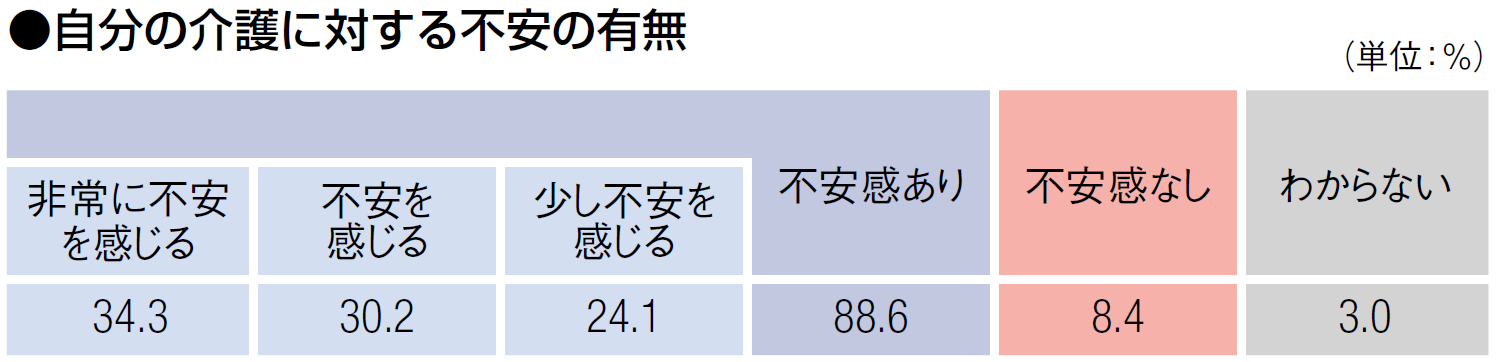 ●自分の介護に対する不安の有無
（単位：%）
不安感あり
不安感なし
わからない
非常に不安
を感じる
不安を
感じる
少し不安を
感じる
34.3
30.2
24.1
88.6
8.4
3.0